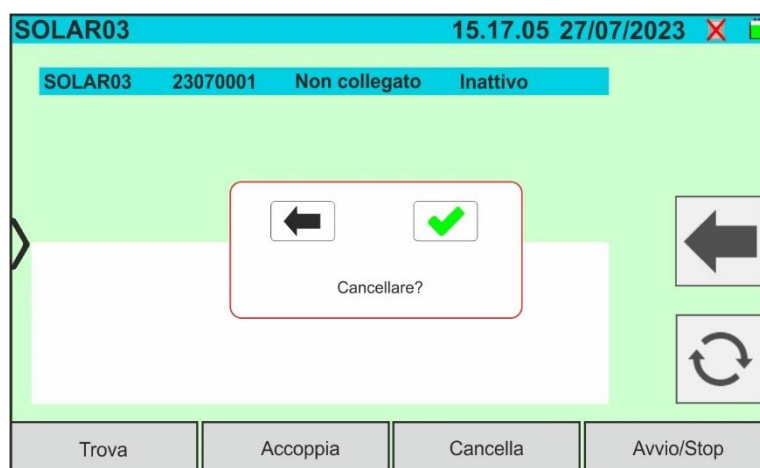 SOLAR03 15.17.05 27/07/2023
SOLAR03 23070001 Non collegato Inattivo
Cancellare?
Trova Accoppia Cancella Avvio/Stop